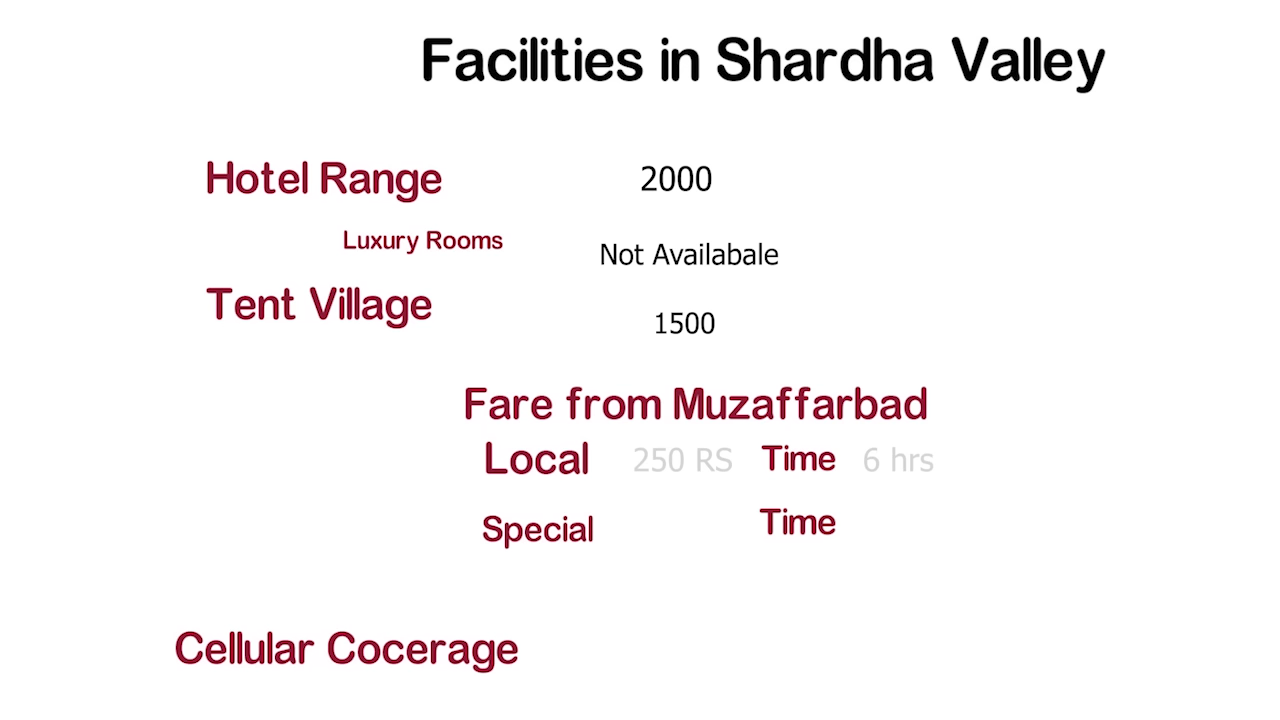 Facilities in Shardha Valley
Hotel Range 2000
Luxury Rooms Not Availabale
Tent Village 1500
Fare from Muzaffarbad
Local 250 RS Time 6 hrs
Special Time
Cellular Cocerage